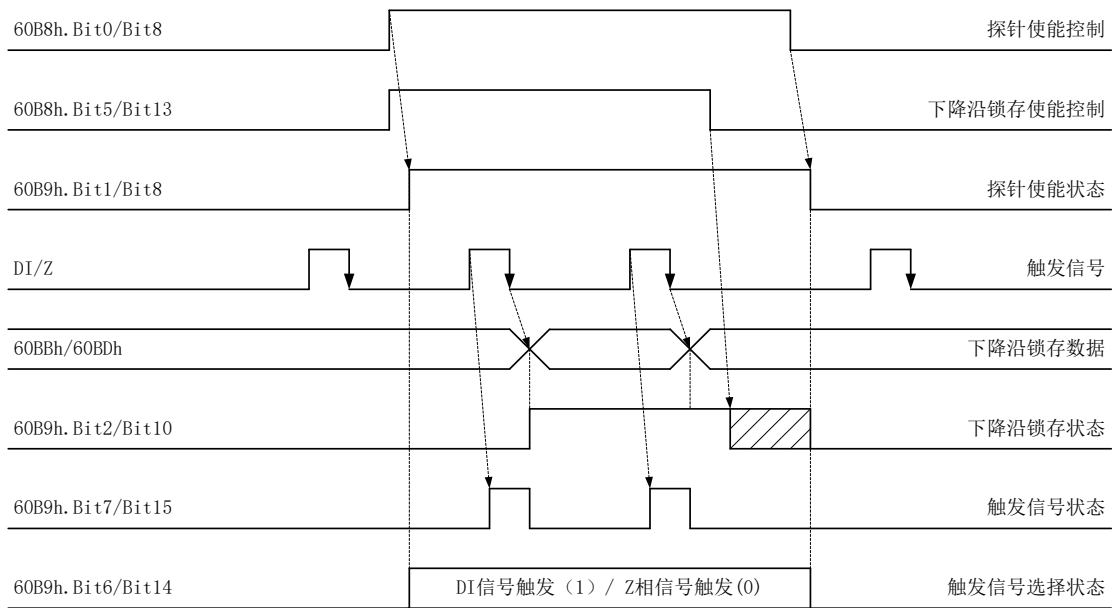 60B8h.Bit0/Bit8 探针使能控制
60B8h.Bit5/Bit13 下降沿锁存使能控制
60B9h.Bit1/Bit8 探针使能状态
DI/Z 触发信号
60BBh/60BDh 下降沿锁存数据
60B9h.Bit2/Bit10 下降沿锁存状态
60B9h.Bit7/Bit15 触发信号状态
60B9h.Bit6/Bit14 DI信号触发（1）/ Z相信号触发(0) 触发信号选择状态